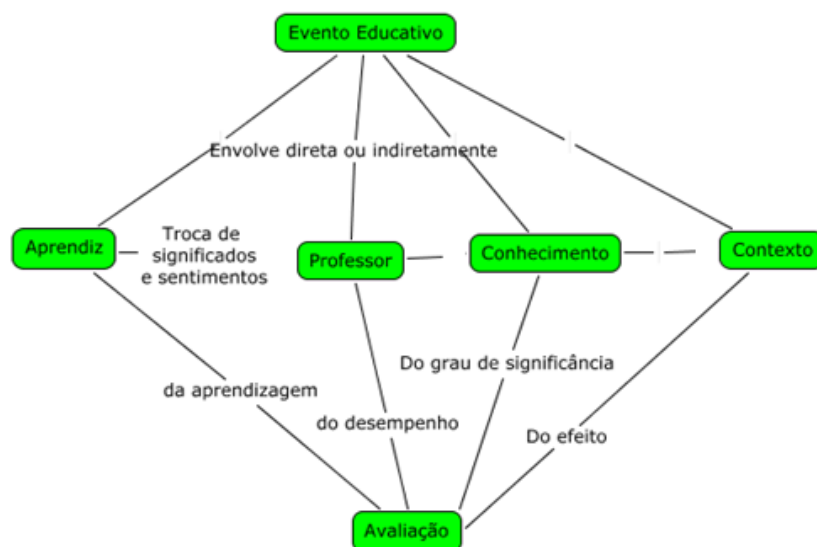 Evento Educativo
Envolve direta ou indiretamente
Aprendiz
Troca de
significados
e sentimentos
Professor
Conhecimento
Contexto
da aprendizagem
do desempenho
Do grau de significância
Do efeito
Avaliação